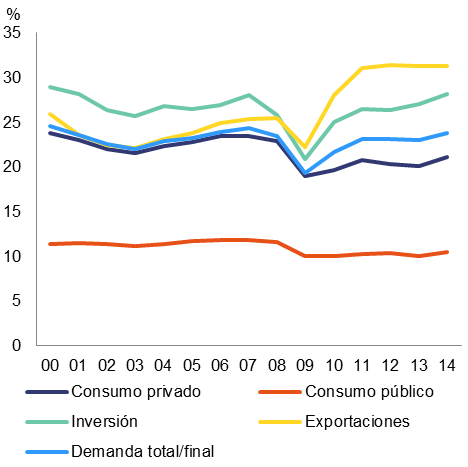 %
35
30
25
20
15
10
5
0
00 01 02 03 04 05 06 07 08 09 10 11 12 13 14
Consumo privado Consumo público
Inversión Exportaciones
Demanda total/final